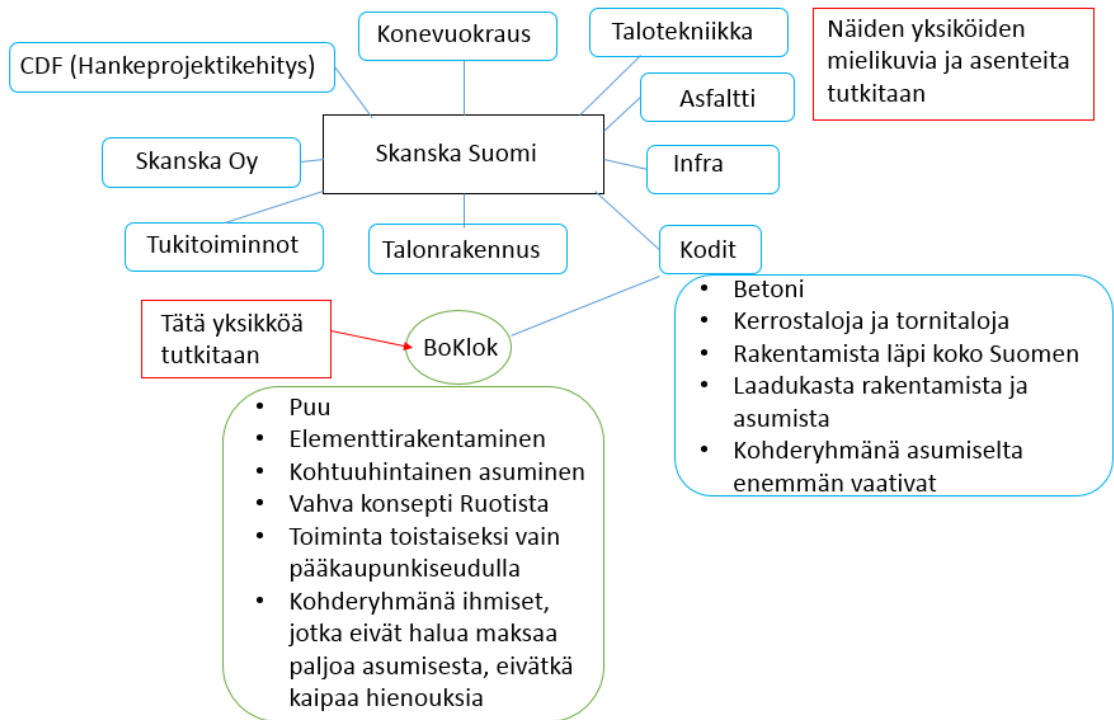 Konevuokraus
Talotekniikka
Näiden yksiköiden
mielikuvia ja asenteita
tutkitaan
CDF (Hankeprojektikehitys)
Asfaltti
Skanska Oy
Skanska Suomi
Infra
Tukitoiminnot
Talonrakennus
Kodit
• Betoni
• Kerrostaloja ja tornitaloja
• Rakentamista läpi koko Suomen
• Laadukasta rakentamista ja
asumista
• Kohderyhmänä asumiselta
enemmän vaativat
Tätä yksikköä
tutkitaan
BoKlok
• Puu
• Elementtirakentaminen
• Kohtuuhintainen asuminen
• Vahva konsepti Ruotista
• Toiminta toistaiseksi vain
pääkaupunkiseudulla
• Kohderyhmänä ihmiset,
jotka eivät halua maksaa
paljoa asumisesta, eivätkä
kaipaa hienouksia